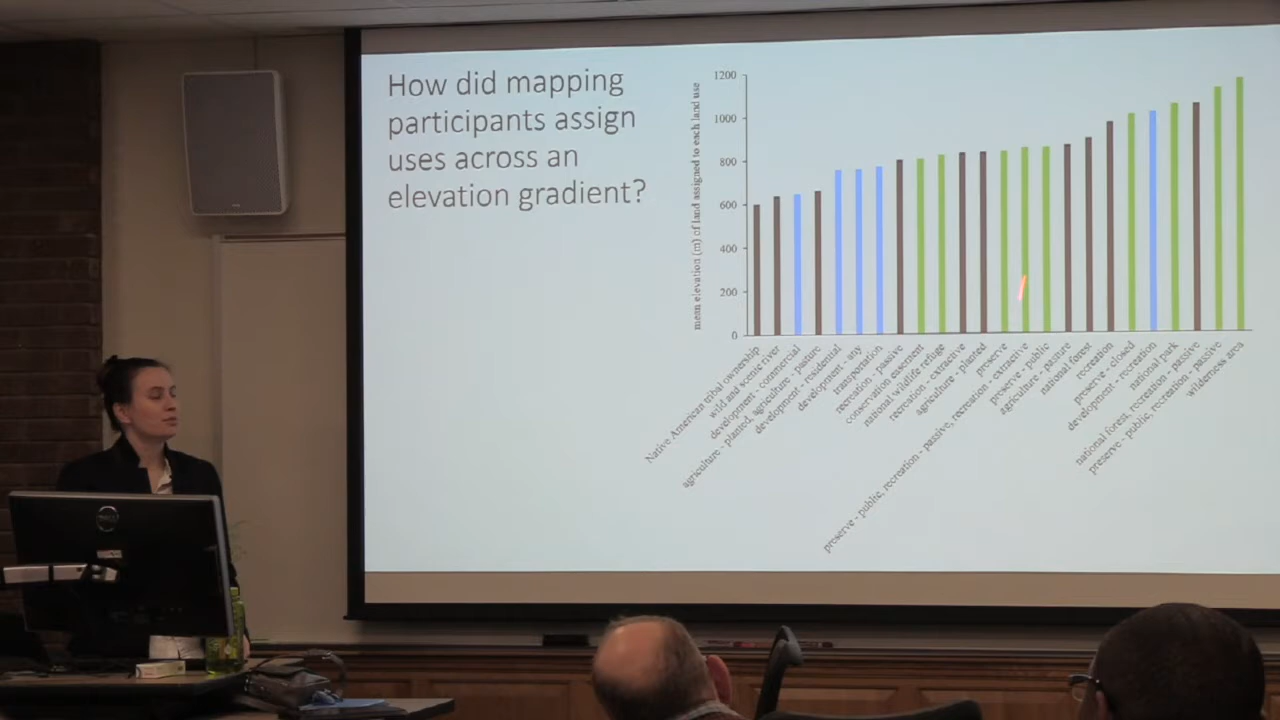 How did mapping
participants assign
uses across an
elevation gradient?
mean elevation (m) of land assigned to each land use
1200
1000
800
600
400
200
0
Native American tribal ownership
wild and scenic river
development - commercial
agriculture - planted, agriculture - pasture
development - residential
development - any
transportation
recreation - passive
conservation easement
national wildlife refuge
recreation - extractive
agriculture - planted
preserve
preserve - public, recreation - passive, recreation - extractive
preserve - public
agriculture - pasture
national forest
recreation
preserve - closed
development - recreation
national park
national forest, recreation - passive
preserve - public, recreation - passive
wilderness area
DELL